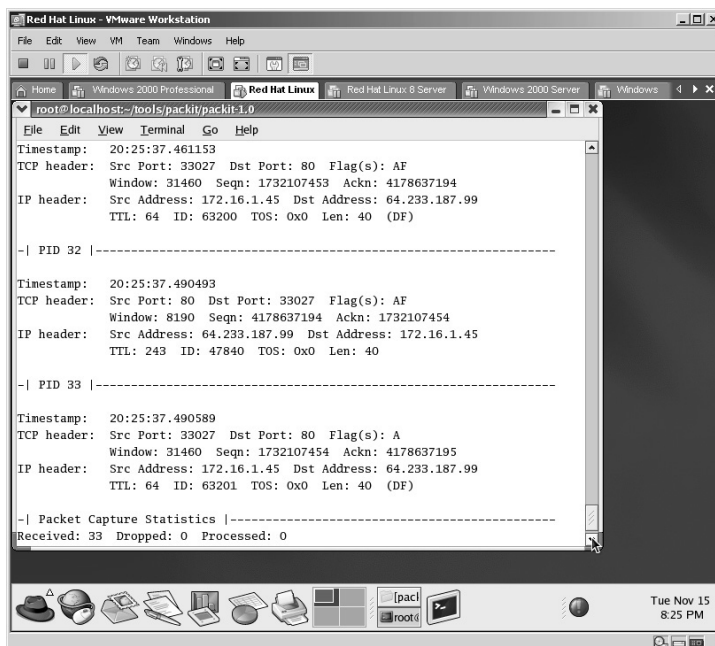 Red Hat Linux - VMware Workstation
File Edit View VM Team Windows Help
Home Windows 2000 Professional Red Hat Linux Red Hat Linux 8 Server Windows 2000 Server Windows
root@localhost:~/tools/packit/packit-1.0
File Edit View Terminal Go Help
Timestamp: 20:25:37.461153
TCP header: Src Port: 33027 Dst Port: 80 Flag(s): AF
Window: 31460 Seqn: 1732107453 Ackn: 4178637194
IP header: Src Address: 172.16.1.45 Dst Address: 64.233.187.99
TTL: 64 ID: 63200 TOS: 0x0 Len: 40 (DF)
-| PID 32 |-----------------------------------------------------------
Timestamp: 20:25:37.490493
TCP header: Src Port: 80 Dst Port: 33027 Flag(s): AF
Window: 8190 Seqn: 4178637194 Ackn: 1732107454
IP header: Src Address: 64.233.187.99 Dst Address: 172.16.1.45
TTL: 243 ID: 47840 TOS: 0x0 Len: 40
-| PID 33 |-----------------------------------------------------------
Timestamp: 20:25:37.490589
TCP header: Src Port: 33027 Dst Port: 80 Flag(s): A
Window: 31460 Seqn: 1732107454 Ackn: 4178637195
IP header: Src Address: 172.16.1.45 Dst Address: 64.233.187.99
TTL: 64 ID: 63201 TOS: 0x0 Len: 40 (DF)
-| Packet Capture Statistics |------------------------------------------
Received: 33 Dropped: 0 Processed: 0
[pacl
root@
Tue Nov 15
8:25 PM